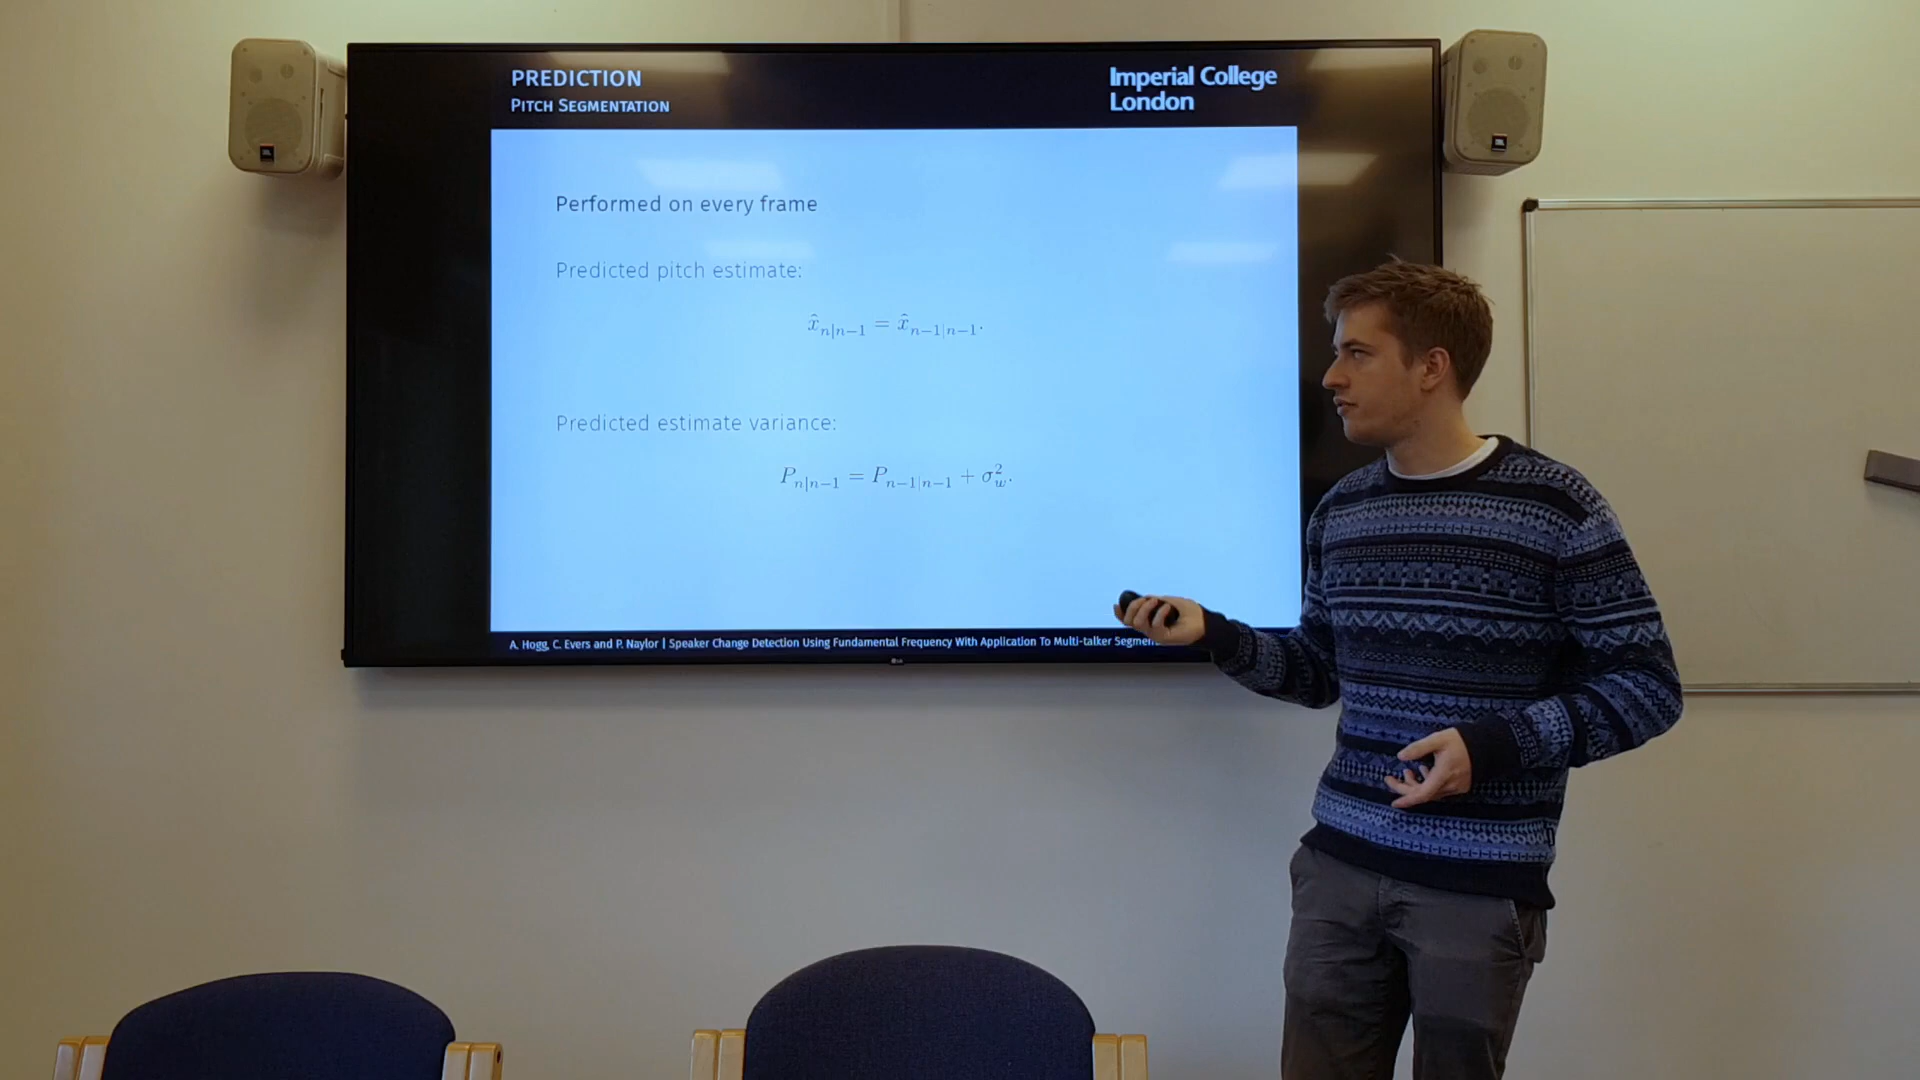 PREDICTION
PITCH SEGMENTATION
Imperial College
London
Performed on every frame
Predicted pitch estimate:
x̂ₙ|ₙ₋₁ = x̂ₙ₋₁|ₙ₋₁.
Predicted estimate variance:
Pₙ|ₙ₋₁ = Pₙ₋₁|ₙ₋₁ + σ²_w.
A. Hogg, C. Evers and P. Naylor | Speaker Change Detection Using Fundamental Frequency With Application To Multi-talker